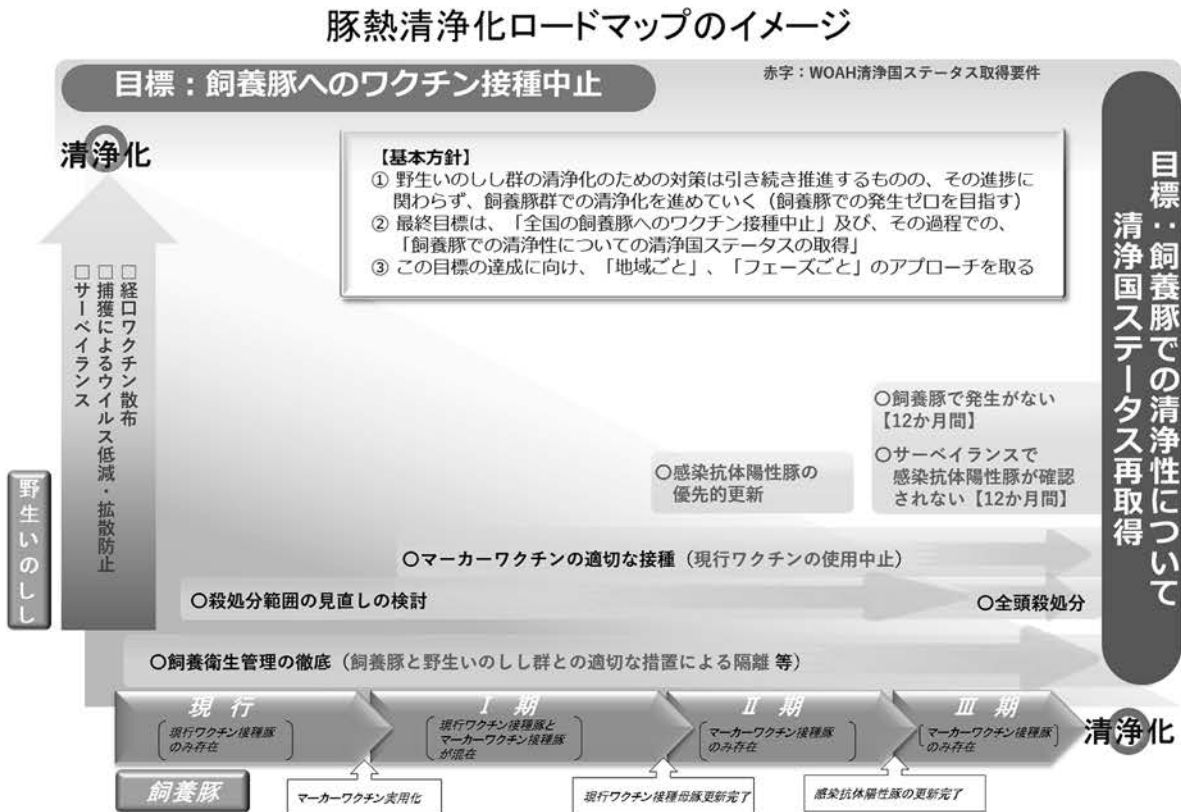 豚熱清浄化ロードマップのイメージ
目標：飼養豚へのワクチン接種中止
赤字：WOAH清浄国ステータス取得要件
清浄化
【基本方針】
① 野生いのしし群の清浄化のための対策は引き続き推進するものの、その進捗に
関わらず、飼養豚群での清浄化を進めていく（飼養豚での発生ゼロを目指す）
② 最終目標は、「全国の飼養豚へのワクチン接種中止」及び、その過程での、
「飼養豚での清浄性についての清浄国ステータスの取得」
③ この目標の達成に向け、「地域ごと」、「フェーズごと」のアプローチを取る
目標：飼養豚での清浄性について
清浄国ステータス再取得
□経口ワクチン散布
□捕獲によるウイルス低減・拡散防止
□サーベイランス
野生いのしし
〇飼養豚で発生がない
【12か月間】
〇サーベイランスで
感染抗体陽性豚が確認
されない【12か月間】
〇感染抗体陽性豚の
優先的更新
〇マーカーワクチンの適切な接種（現行ワクチンの使用中止）
〇殺処分範囲の見直しの検討
〇全頭殺処分
〇飼養衛生管理の徹底（飼養豚と野生いのしし群との適切な措置による隔離 等）
現 行
現行ワクチン接種豚
のみ存在
Ⅰ 期
現行ワクチン接種豚と
マーカーワクチン接種豚
が混在
Ⅱ 期
マーカーワクチン接種豚
のみ存在
Ⅲ 期
マーカーワクチン接種豚
のみ存在
清浄化
飼養豚
マーカーワクチン実用化
現行ワクチン接種母豚更新完了
感染抗体陽性豚の更新完了